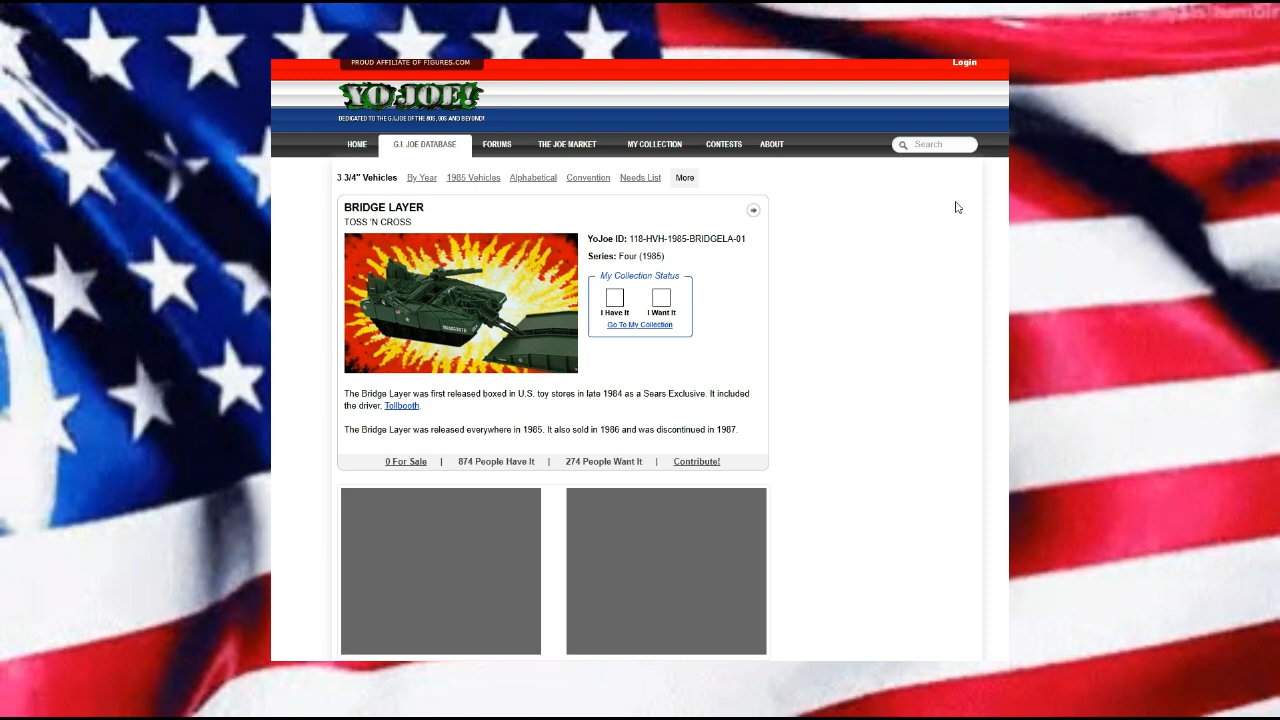 PROUD AFFILIATE OF FIGURES.COM
Login
YO JOE!
DEDICATED TO THE G.I.JOE OF THE 80S, 90S AND BEYOND!
HOME G.I. JOE DATABASE FORUMS THE JOE MARKET MY COLLECTION CONTESTS ABOUT Search
3 3/4" Vehicles By Year 1985 Vehicles Alphabetical Convention Needs List More
BRIDGE LAYER
TOSS 'N CROSS
YoJoe ID: 118-HVH-1985-BRIDGELA-01
Series: Four (1985)
My Collection Status
I Have It I Want It
Go To My Collection
The Bridge Layer was first released boxed in U.S. toy stores in late 1984 as a Sears Exclusive. It included
the driver, Tollbooth.
The Bridge Layer was released everywhere in 1985. It also sold in 1986 and was discontinued in 1987.
0 For Sale | 874 People Have It | 274 People Want It | Contribute!